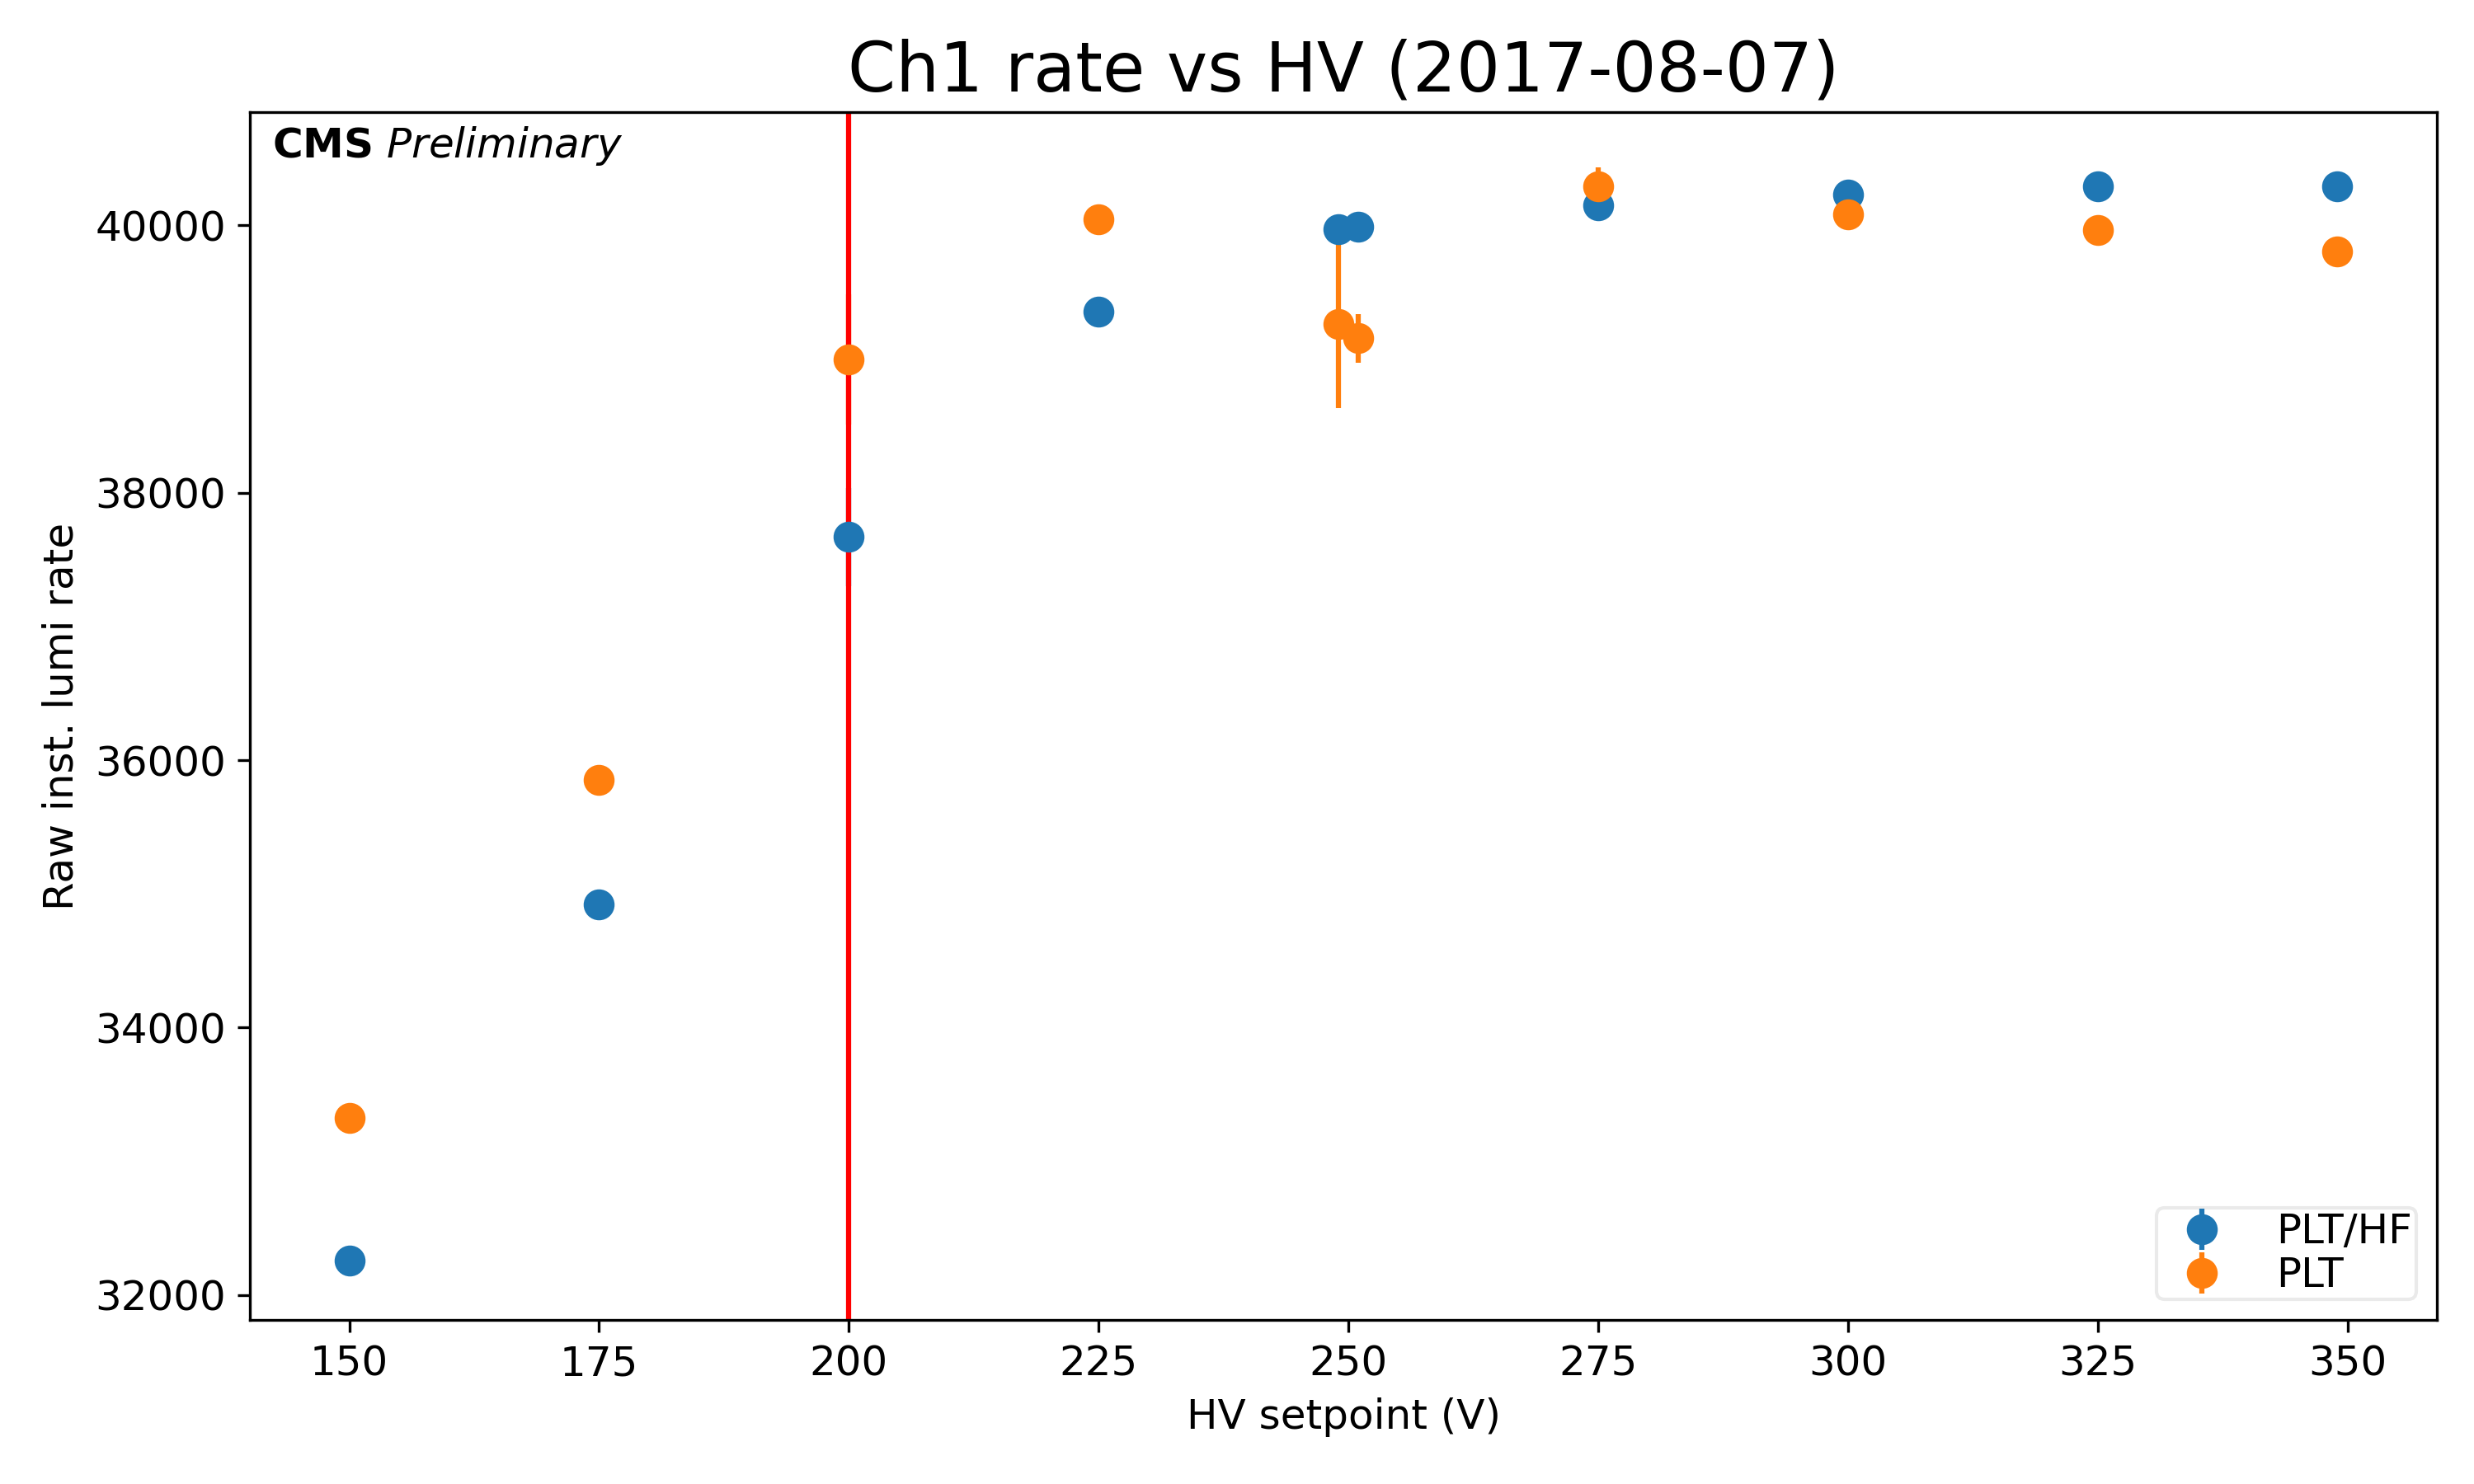 Ch1 rate vs HV (2017-08-07)
CMS Preliminary
40000
38000
36000
34000
32000
Raw inst. lumi rate
150 175 200 225 250 275 300 325 350
HV setpoint (V)
PLT/HF
PLT